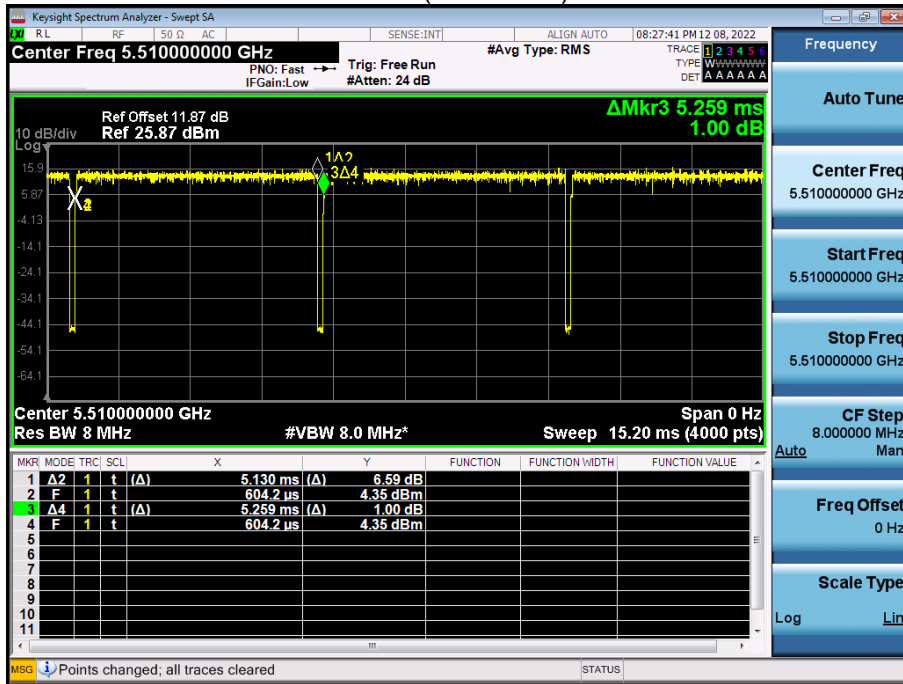 Keysight Spectrum Analyzer - Swept SA
LXI RL RF 50 Ω AC SENSE:INT ALIGN AUTO 08:27:41 PM 12 08, 2022
Center Freq 5.510000000 GHz #Avg Type: RMS TRACE 1 2 3 4 5 6
PNO: Fast Trig: Free Run TYPE WWWWWW
IFGain:Low #Atten: 24 dB DET A A A A A A
ΔMkr3 5.259 ms
Ref Offset 11.87 dB
10 dB/div Ref 25.87 dBm 1.00 dB
Log
1Δ2
15.9 3Δ4
5.87
-4.13
-14.1
-24.1
-34.1
-44.1
-54.1
-64.1
Center 5.510000000 GHz Span 0 Hz
Res BW 8 MHz #VBW 8.0 MHz* Sweep 15.20 ms (4000 pts)
MKR MODE TRC SCL X Y FUNCTION FUNCTION WIDTH FUNCTION VALUE
1 Δ2 1 t (Δ) 5.130 ms (Δ) 6.59 dB
2 F 1 t 604.2 µs 4.35 dBm
3 Δ4 1 t (Δ) 5.259 ms (Δ) 1.00 dB
4 F 1 t 604.2 µs 4.35 dBm
5
6
7
8
9
10
11
MSG Points changed; all traces cleared STATUS
Frequency
Auto Tune
Center Freq
5.510000000 GHz
Start Freq
5.510000000 GHz
Stop Freq
5.510000000 GHz
CF Step
8.000000 MHz
Auto Man
Freq Offset
0 Hz
Scale Type
Log Lin